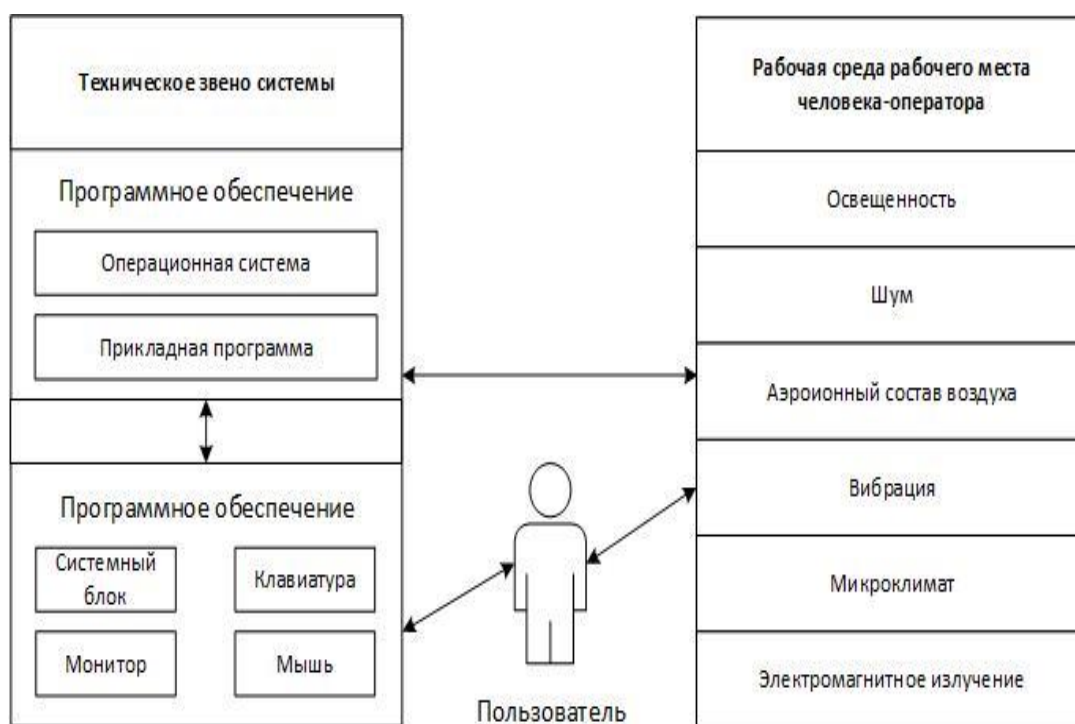 Техническое звено системы
Программное обеспечение
Операционная система
Прикладная программа
Программное обеспечение
Системный
блок
Клавиатура
Монитор
Мышь
Пользователь
Рабочая среда рабочего места
человека-оператора
Освещенность
Шум
Аэроионный состав воздуха
Вибрация
Микроклимат
Электромагнитное излучение